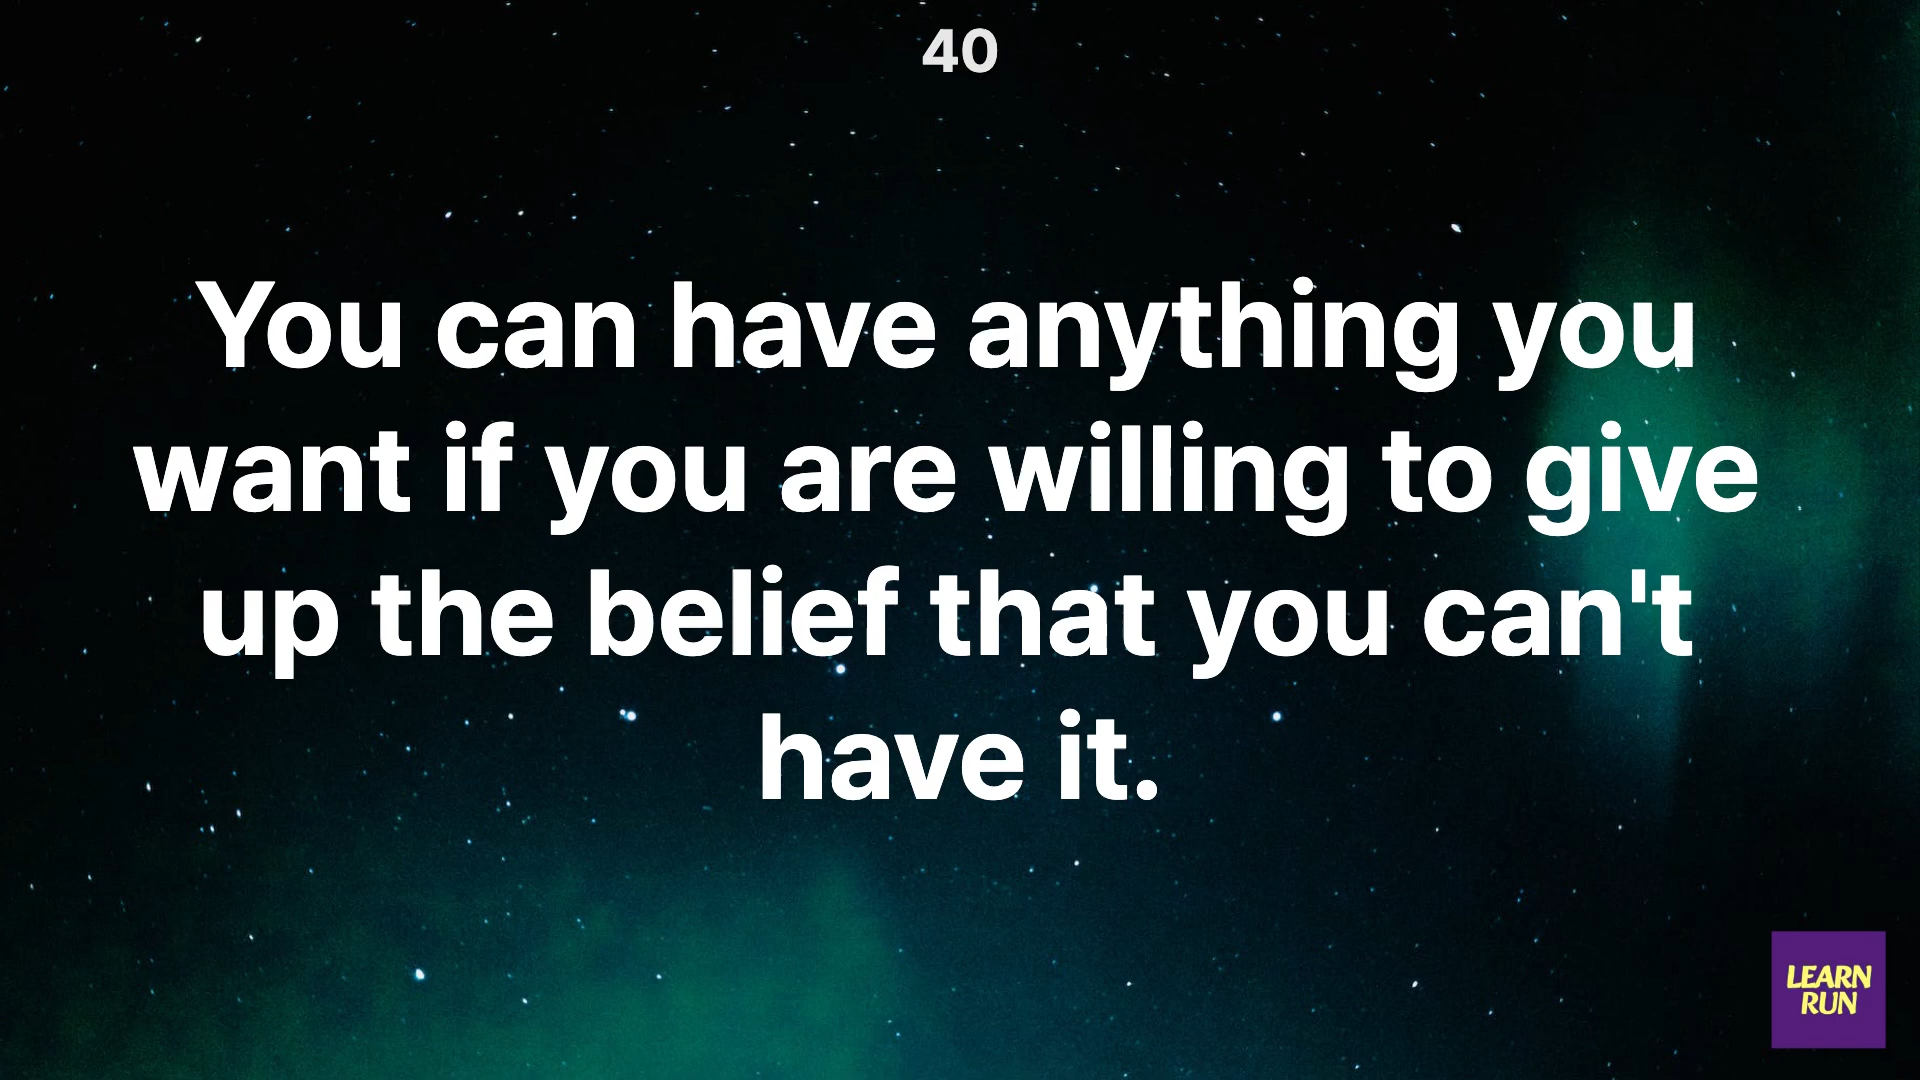 40
You can have anything you
want if you are willing to give
up the belief that you can't
have it.
LEARN
RUN